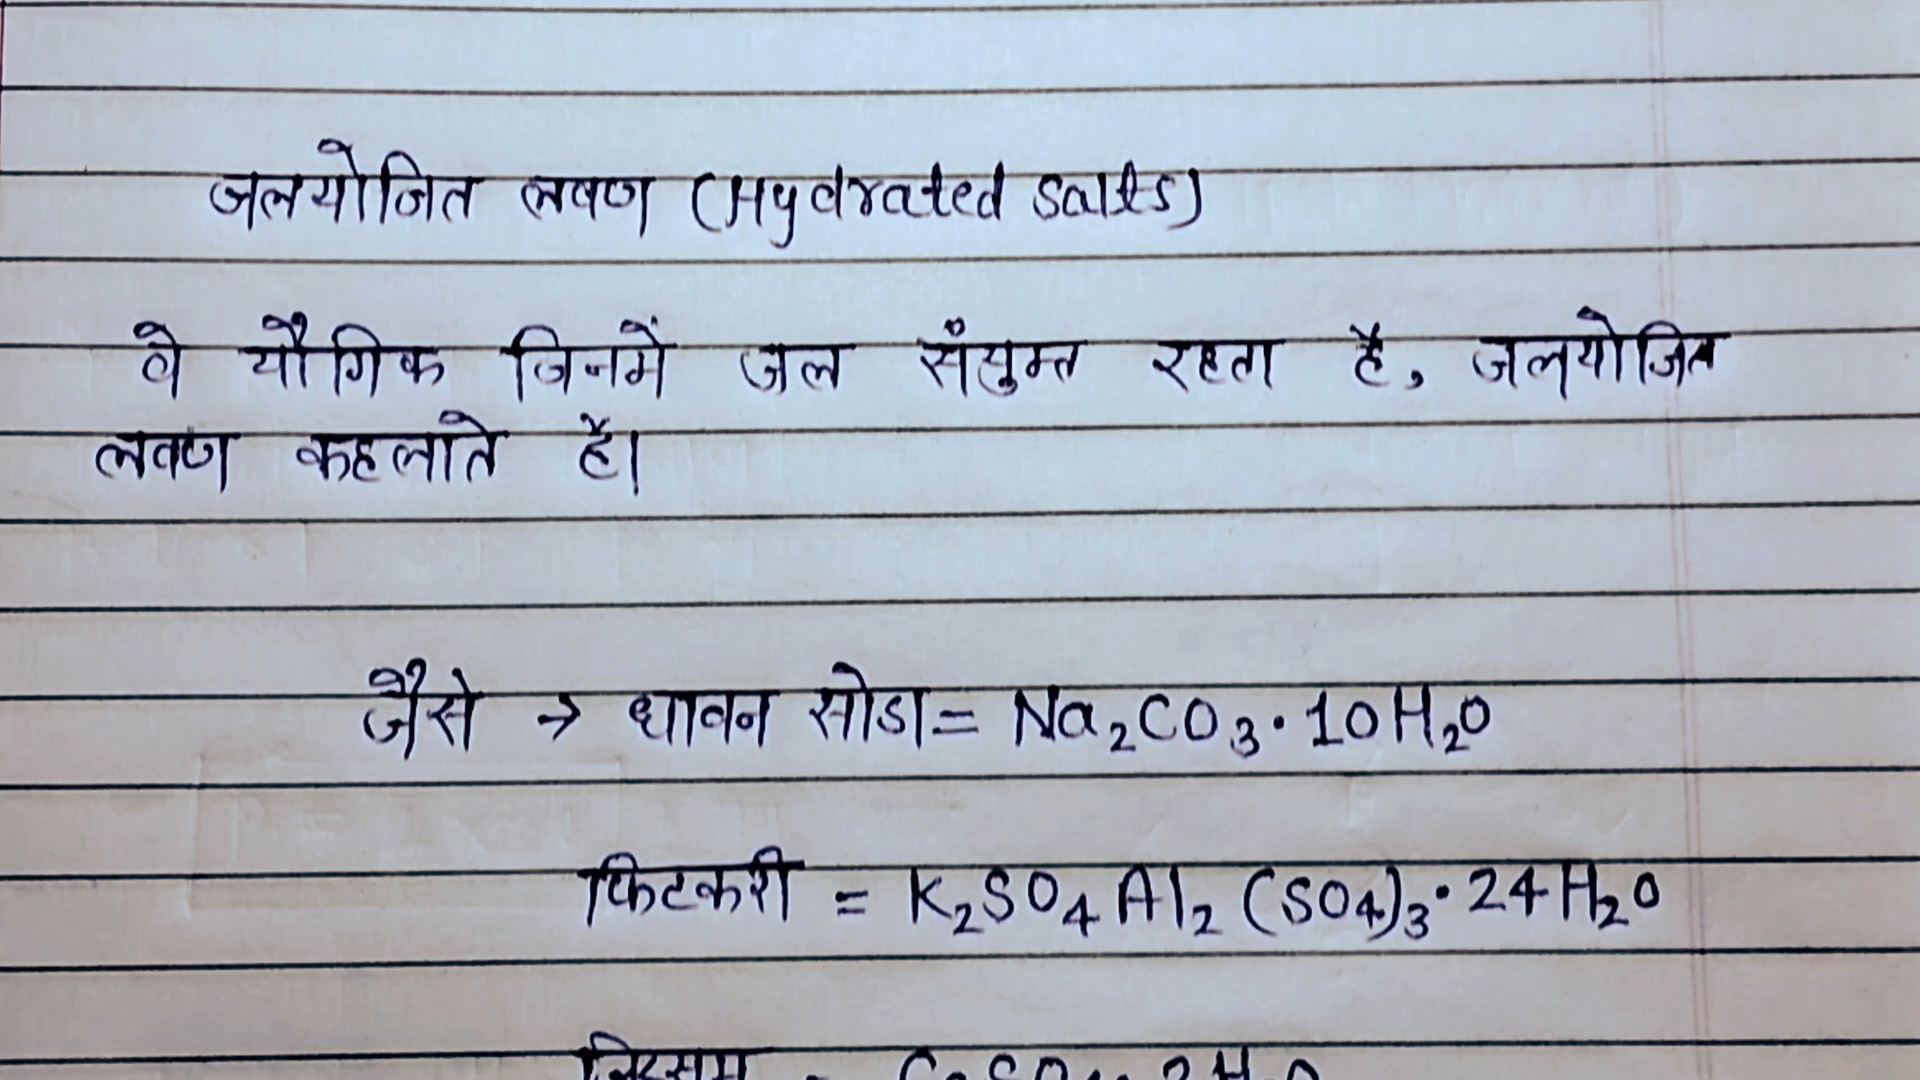 जलयोजित लवण (Hydrated salts)
वे यौगिक जिनमें जल संयुक्त रहता है, जलयोजित
लवण कहलाते हैं।
जैसे → धावन सोडा = Na₂CO₃·10H₂O
फिटकरी = K₂SO₄Al₂(SO₄)₃·24H₂O